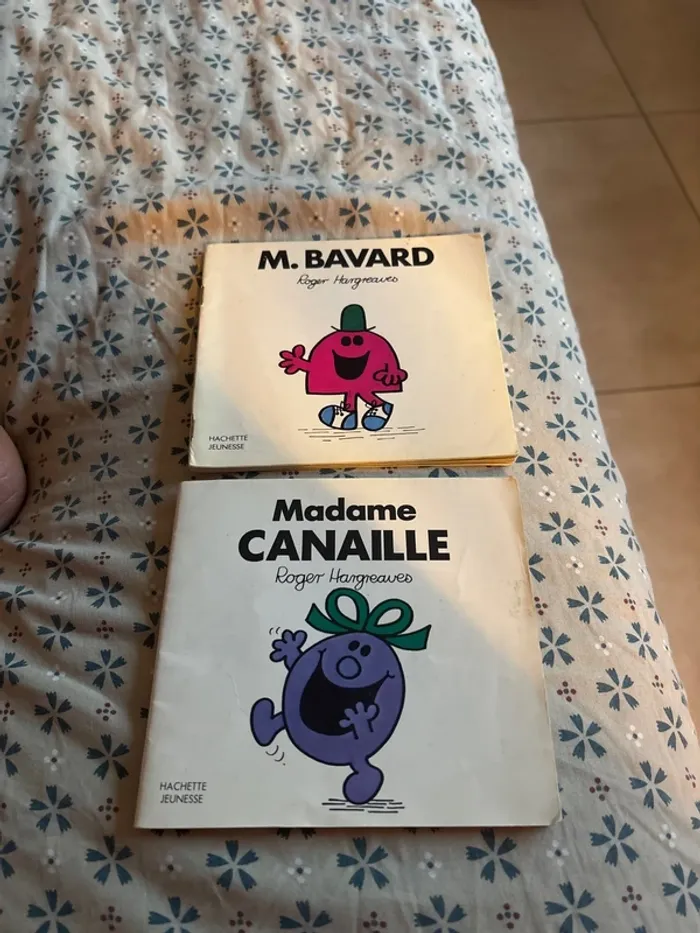 M. BAVARD
Roger Hargreaves
HACHETTE
JEUNESSE
Madame
CANAILLE
Roger Hargreaves
HACHETTE
JEUNESSE